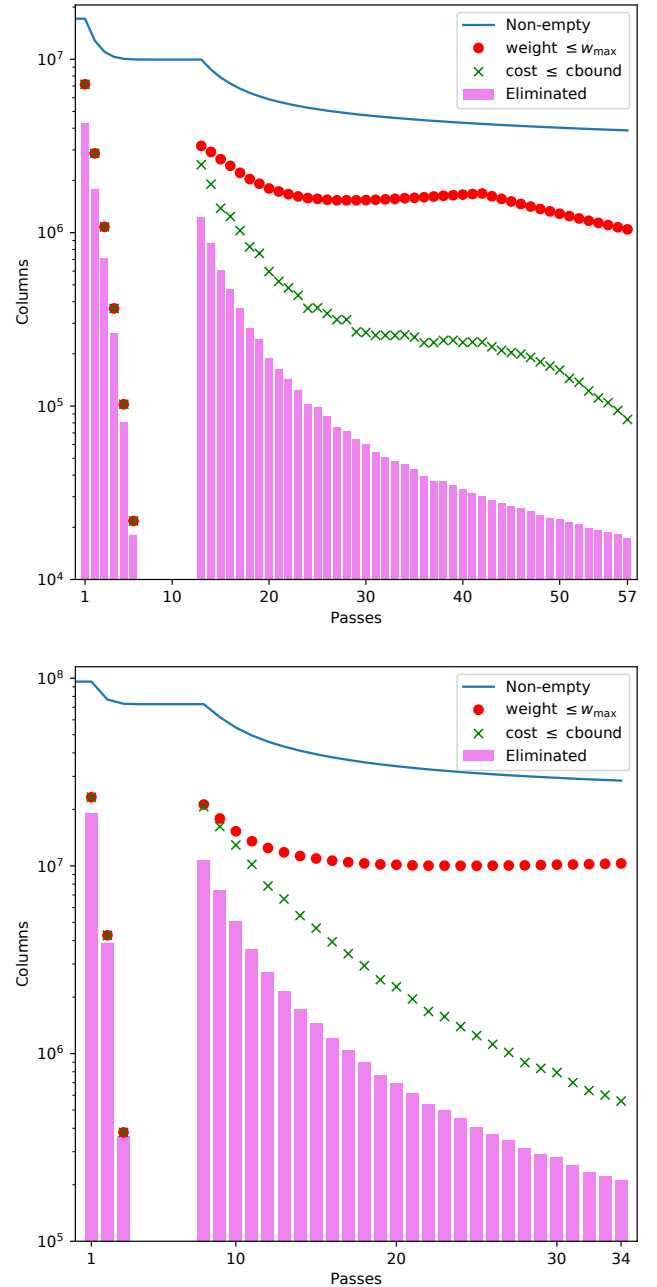 10^7
10^6
10^5
10^4
Columns
Non-empty
weight ≤ w_max
cost ≤ cbound
Eliminated
1 10 20 30 40 50 57
Passes
10^8
10^7
10^6
10^5
Columns
Non-empty
weight ≤ w_max
cost ≤ cbound
Eliminated
1 10 20 30 34
Passes